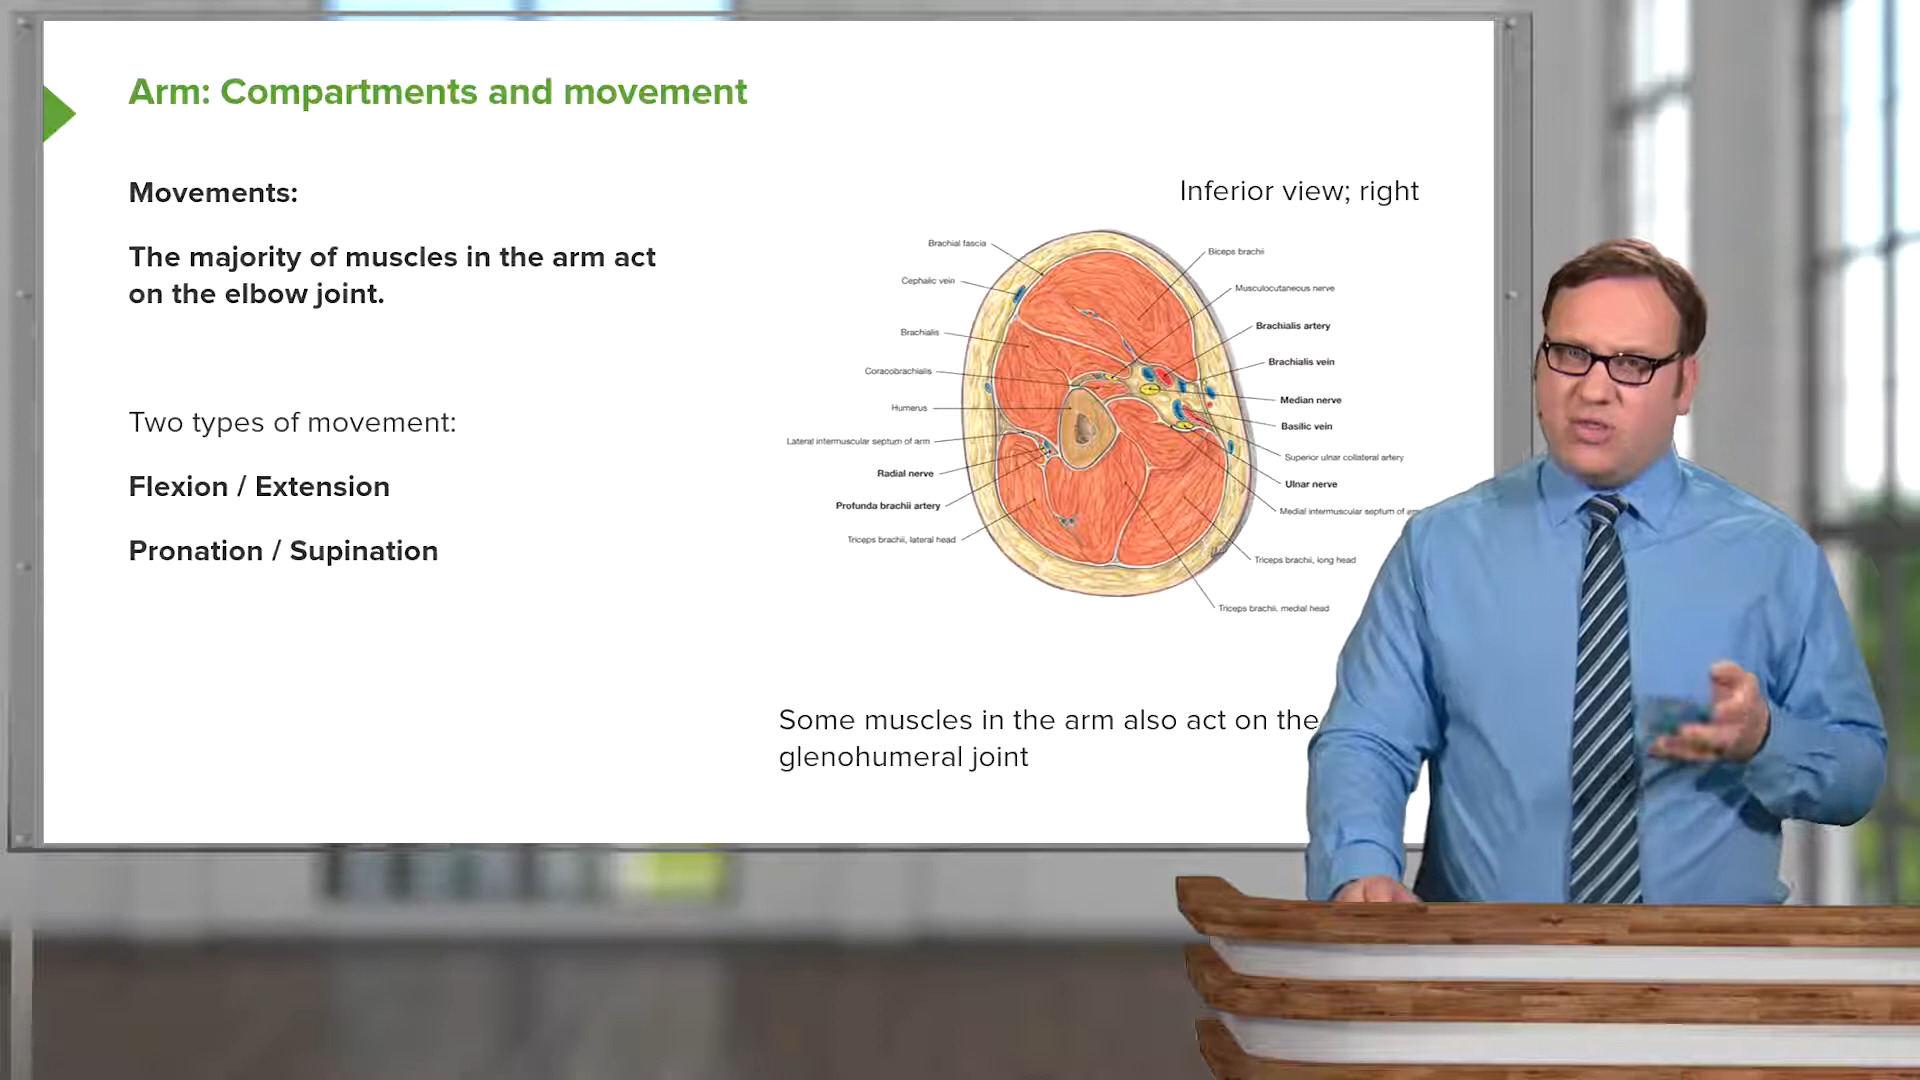 Arm: Compartments and movement
Movements:
The majority of muscles in the arm act
on the elbow joint.
Two types of movement:
Flexion / Extension
Pronation / Supination
Inferior view; right
Brachial fascia
Cephalic vein
Brachialis
Coracobrachialis
Humerus
Lateral intermuscular septum of arm
Radial nerve
Profunda brachii artery
Triceps brachii, lateral head
Biceps brachii
Musculocutaneous nerve
Brachialis artery
Brachialis vein
Median nerve
Basilic vein
Superior ulnar collateral artery
Ulnar nerve
Medial intermuscular septum of
Triceps brachii, long head
Triceps brachii, medial head
Some muscles in the arm also act on the
glenohumeral joint